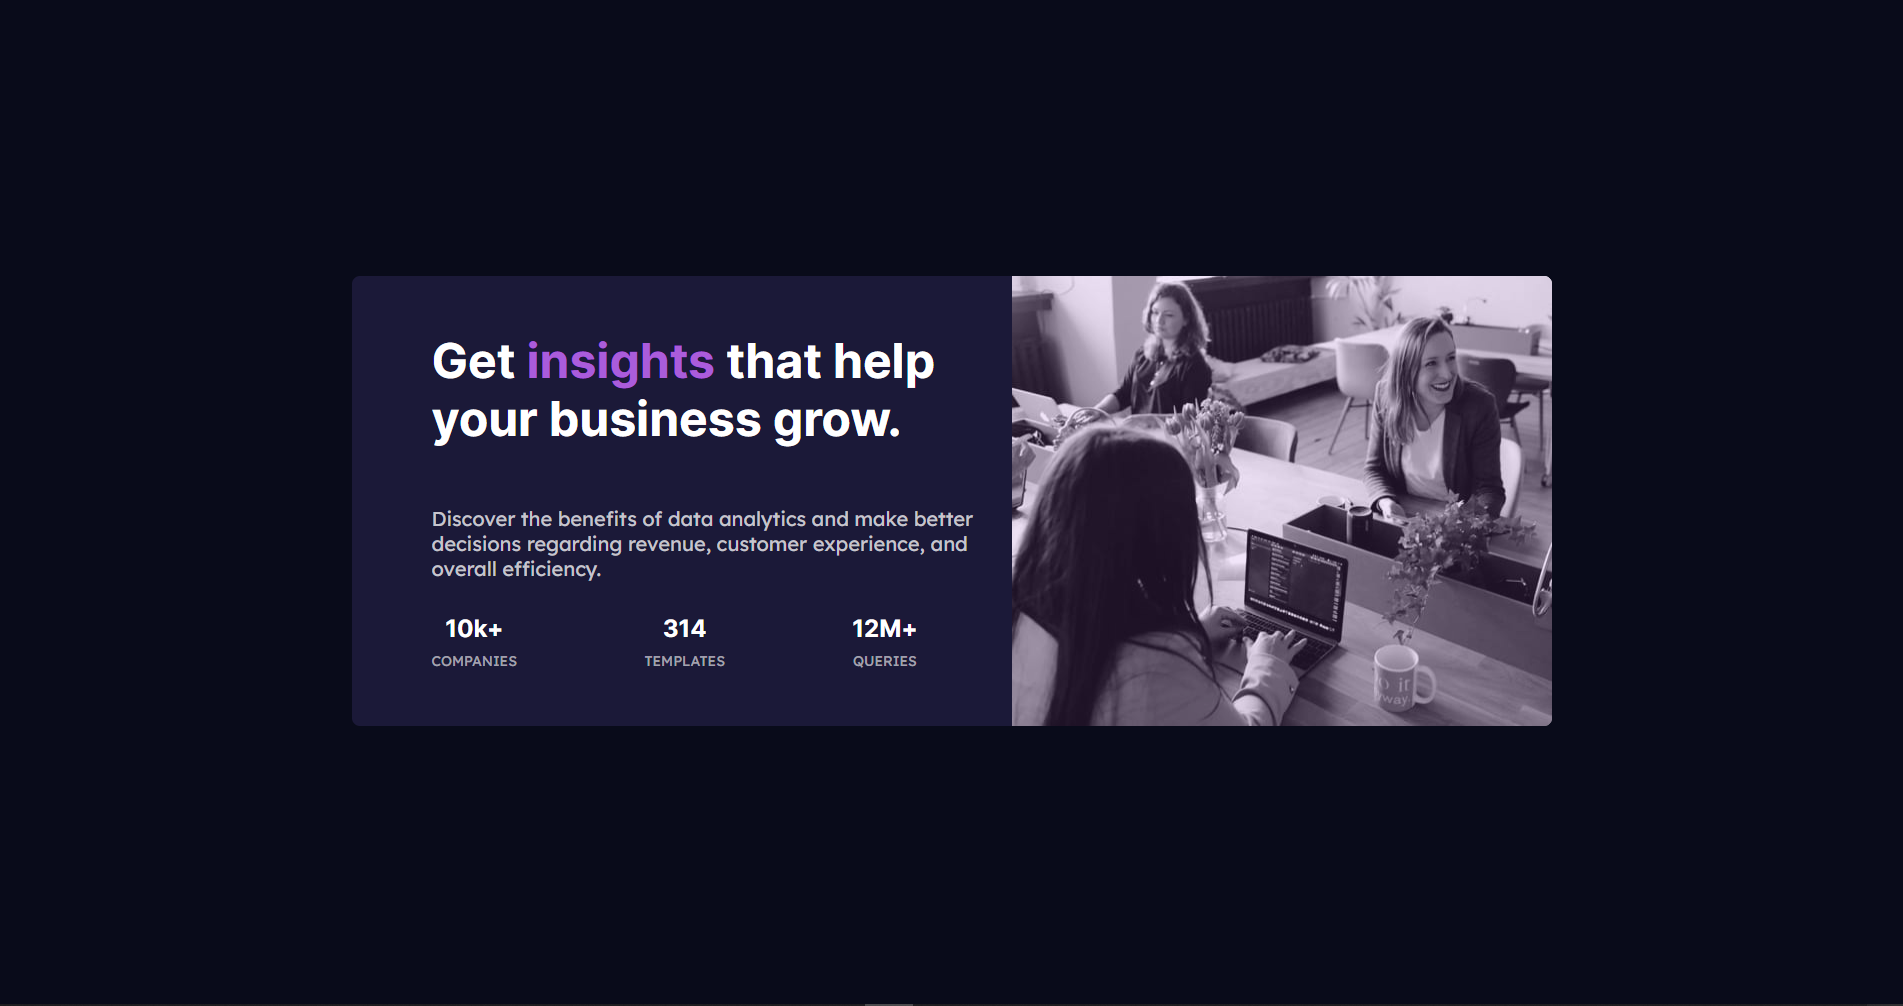 Get insights that help
your business grow.
Discover the benefits of data analytics and make better
decisions regarding revenue, customer experience, and
overall efficiency.
10k+ 314 12M+
COMPANIES TEMPLATES QUERIES